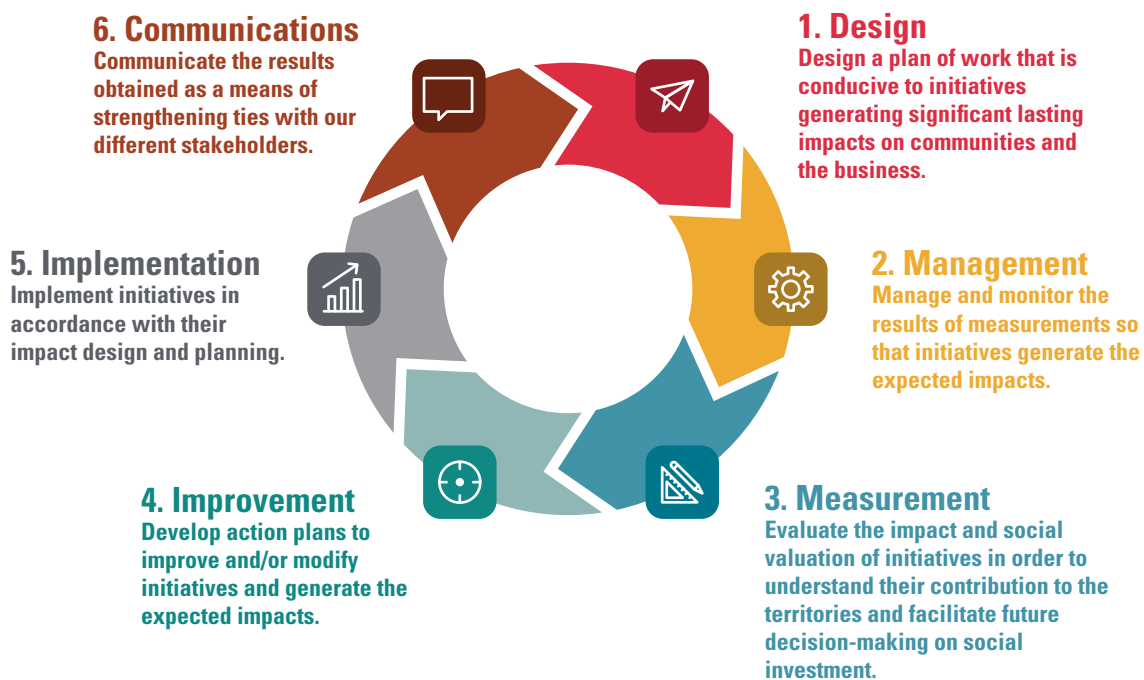 1. Design
Design a plan of work that is
conducive to initiatives
generating significant lasting
impacts on communities and
the business.
2. Management
Manage and monitor the
results of measurements so
that initiatives generate the
expected impacts.
3. Measurement
Evaluate the impact and social
valuation of initiatives in order to
understand their contribution to the
territories and facilitate future
decision-making on social
investment.
4. Improvement
Develop action plans to
improve and/or modify
initiatives and generate the
expected impacts.
5. Implementation
Implement initiatives in
accordance with their
impact design and planning.
6. Communications
Communicate the results
obtained as a means of
strengthening ties with our
different stakeholders.